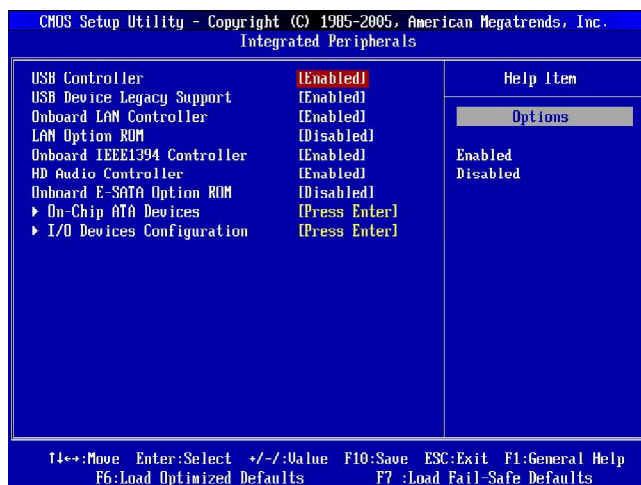 CMOS Setup Utility - Copyright (C) 1985-2005, American Megatrends, Inc.
Integrated Peripherals
USB Controller [Enabled]
USB Device Legacy Support [Enabled]
Onboard LAN Controller [Enabled]
LAN Option ROM [Disabled]
Onboard IEEE1394 Controller [Enabled]
HD Audio Controller [Enabled]
Onboard E-SATA Option ROM [Disabled]
▶ On-Chip ATA Devices [Press Enter]
▶ I/O Devices Configuration [Press Enter]
Help Item
Options
Enabled
Disabled
↑↓←→:Move Enter:Select +/-/:Value F10:Save ESC:Exit F1:General Help
F6:Load Optimized Defaults F7 :Load Fail-Safe Defaults